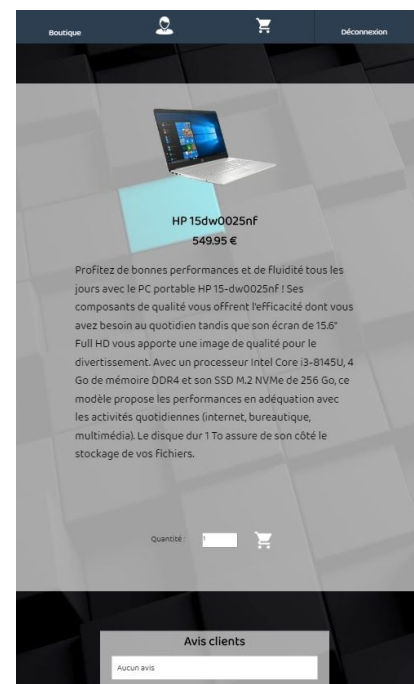 Boutique
Déconnexion
HP 15dw0025nf
549.95 €
Profitez de bonnes performances et de fluidité tous les
jours avec le PC portable HP 15-dw0025nf ! Ses
composants de qualité vous offrent l'efficacité dont vous
avez besoin au quotidien tandis que son écran de 15.6"
Full HD vous apporte une image de qualité pour le
divertissement. Avec un processeur Intel Core i3-8145U, 4
Go de mémoire DDR4 et son SSD M.2 NVMe de 256 Go, ce
modèle propose les performances en adéquation avec
les activités quotidiennes (internet, bureautique,
multimédia). Le disque dur 1 To assure de son côté le
stockage de vos fichiers.
Quantité : 1
Avis clients
Aucun avis